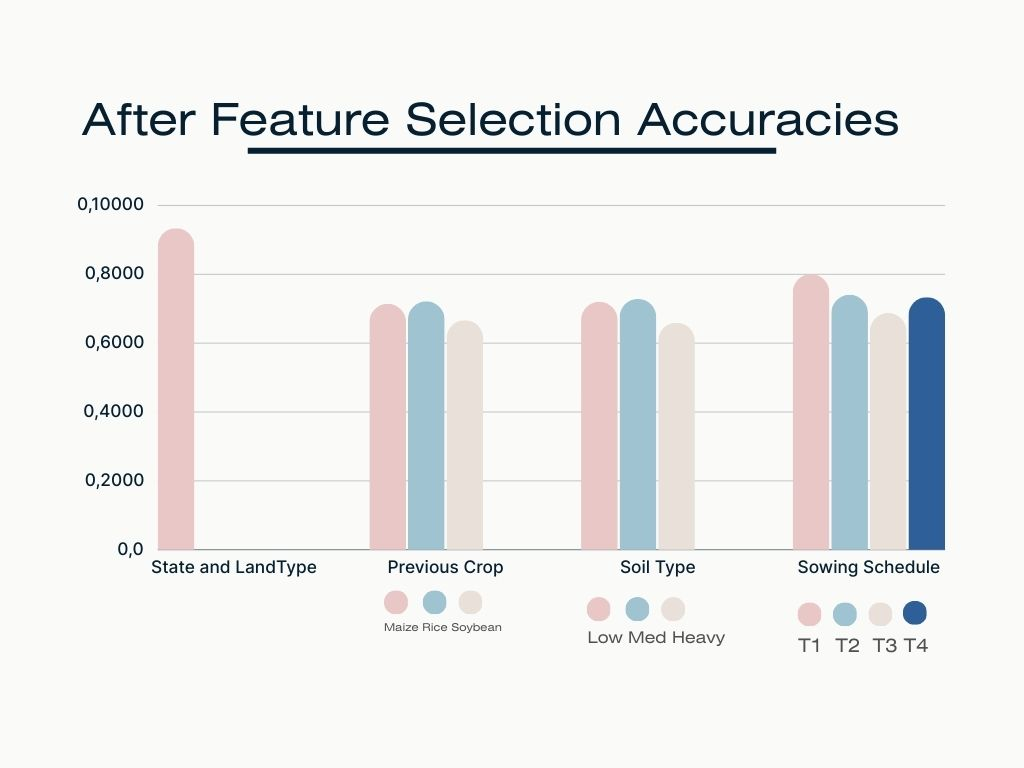 After Feature Selection Accuracies
0,10000
0,8000
0,6000
0,4000
0,2000
0,0
State and LandType
Previous Crop
Soil Type
Sowing Schedule
Maize Rice Soybean
Low Med Heavy
T1 T2 T3 T4